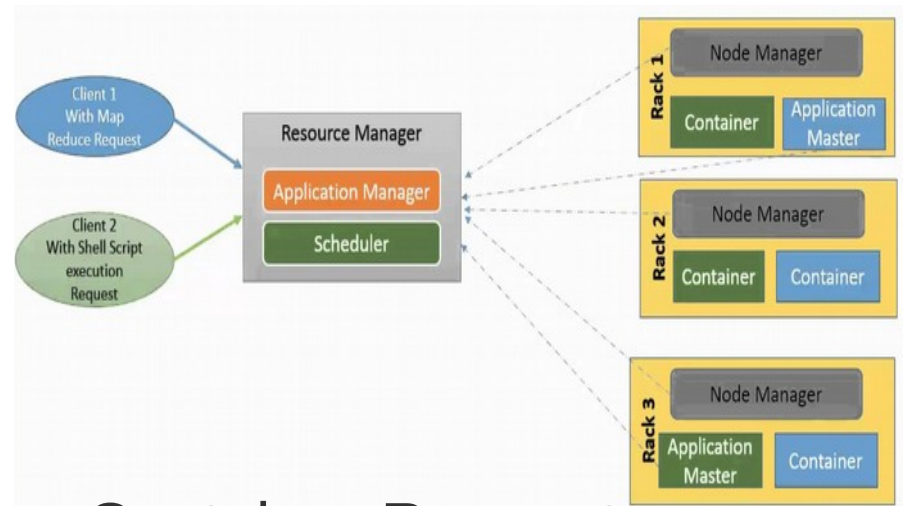 Client 1
With Map
Reduce Request
Client 2
With Shell Script
execution
Request
Resource Manager
Application Manager
Scheduler
Rack 1
Node Manager
Container
Application
Master
Rack 2
Node Manager
Container
Container
Rack 3
Node Manager
Application
Master
Container